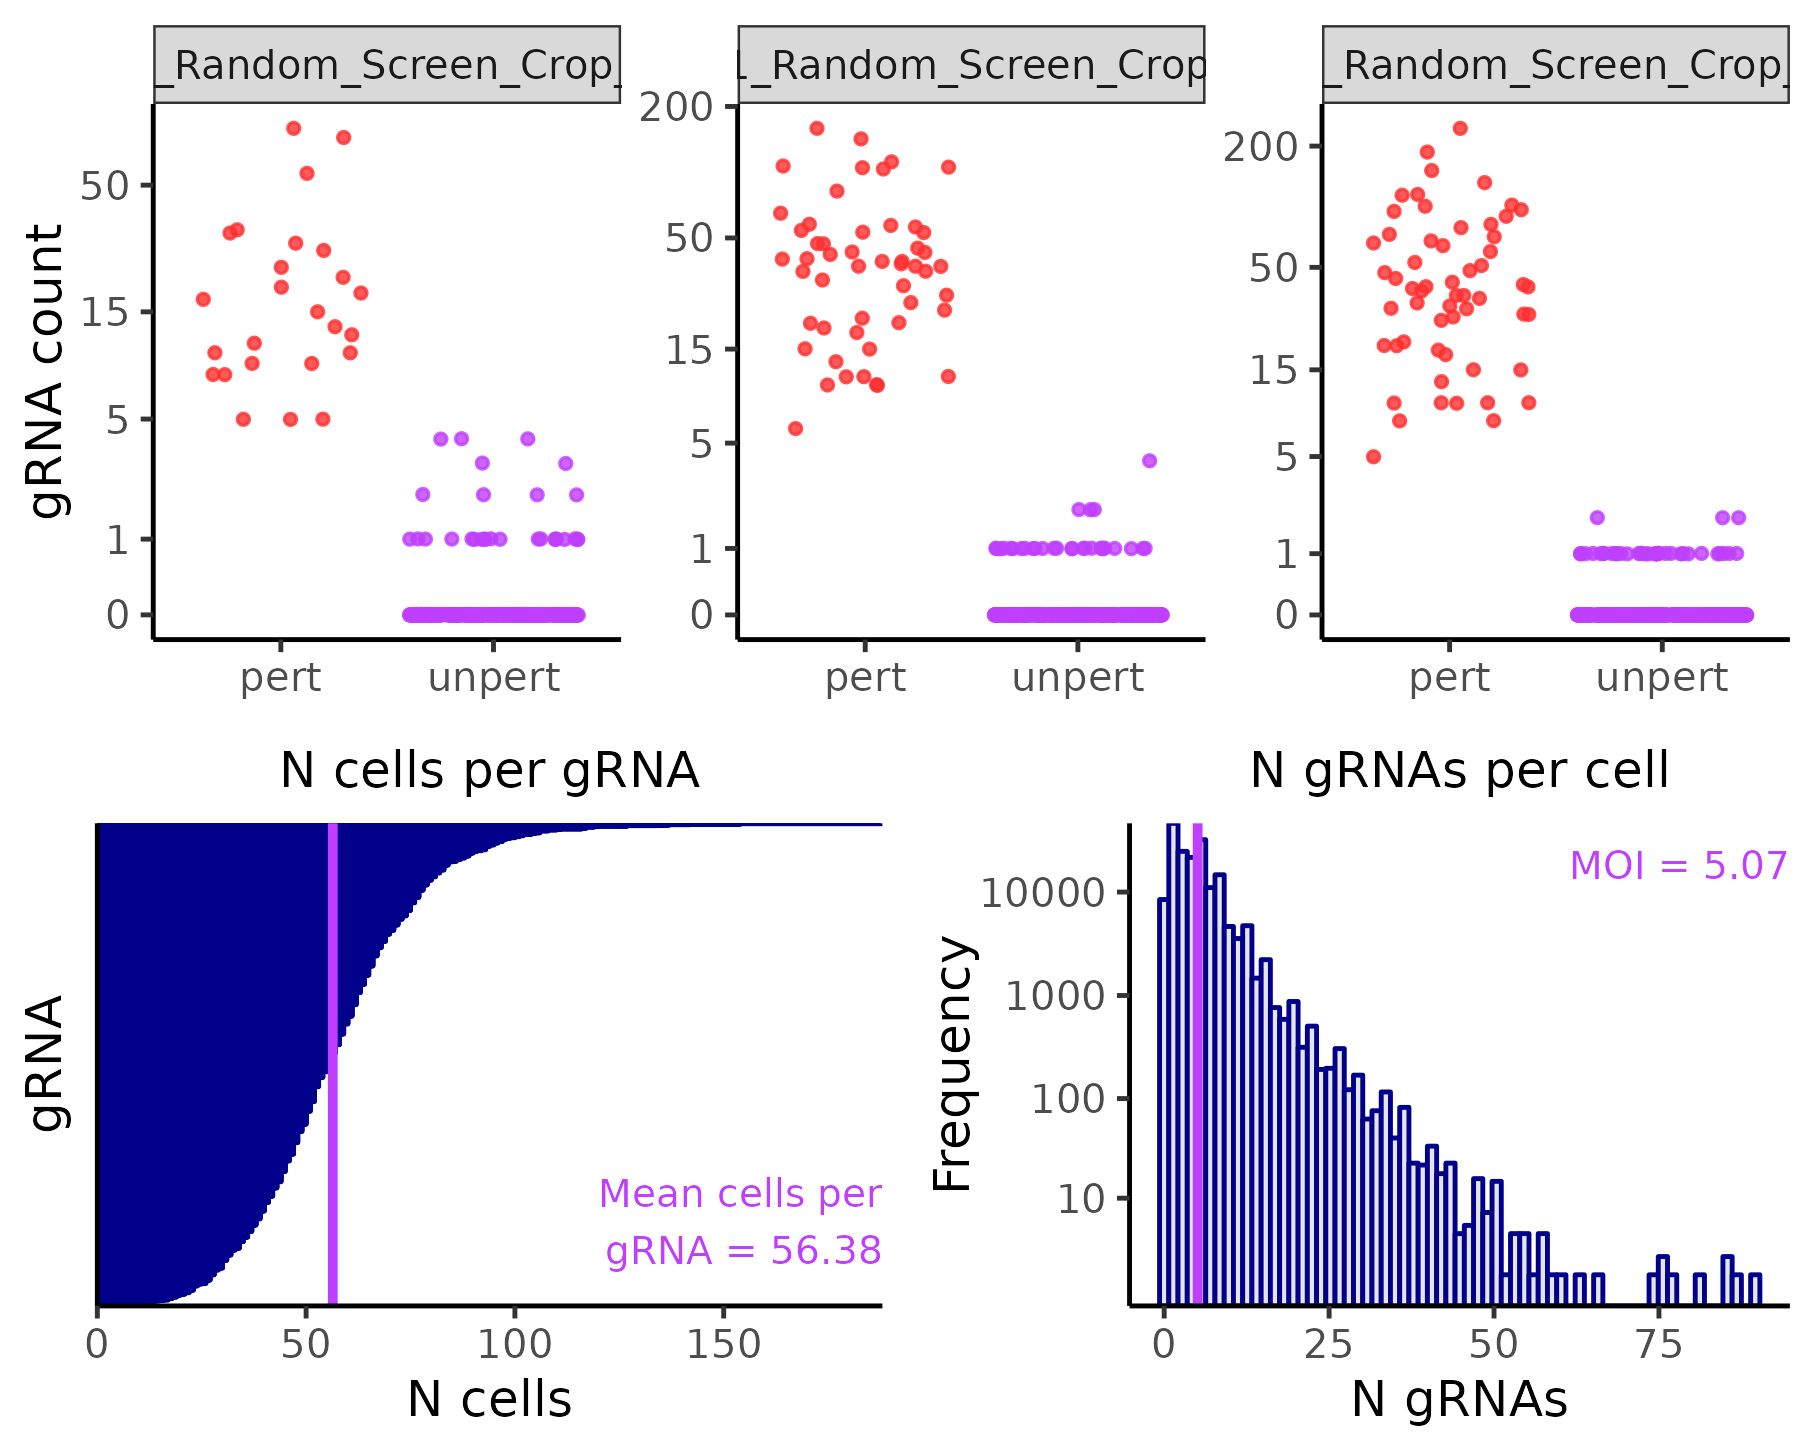 _Random_Screen_Crop_
_Random_Screen_Crop
_Random_Screen_Crop_
gRNA count
50
15
5
1
0
200
50
15
5
1
0
200
50
15
5
1
0
pert
unpert
pert
unpert
pert
unpert
N cells per gRNA
gRNA
Mean cells per
gRNA = 56.38
0
50
100
150
N cells
N gRNAs per cell
Frequency
10000
1000
100
10
MOI = 5.07
0
25
50
75
N gRNAs